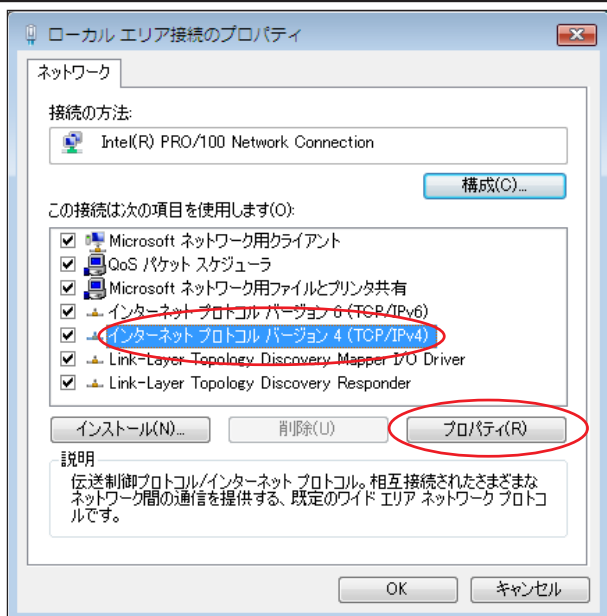 ローカル エリア接続のプロパティ
ネットワーク
接続の方法:
Intel(R) PRO/100 Network Connection
構成(C)...
この接続は次の項目を使用します(O):
Microsoft ネットワーク用クライアント
QoS パケット スケジューラ
Microsoft ネットワーク用ファイルとプリンタ共有
インターネット プロトコル バージョン 6 (TCP/IPv6)
インターネット プロトコル バージョン 4 (TCP/IPv4)
Link-Layer Topology Discovery Mapper I/O Driver
Link-Layer Topology Discovery Responder
インストール(N)...
削除(U)
プロパティ(R)
説明
伝送制御プロトコル/インターネット プロトコル。相互接続されたさまざまな
ネットワーク間の通信を提供する、既定のワイド エリア ネットワーク プロトコ
ルです。
OK
キャンセル